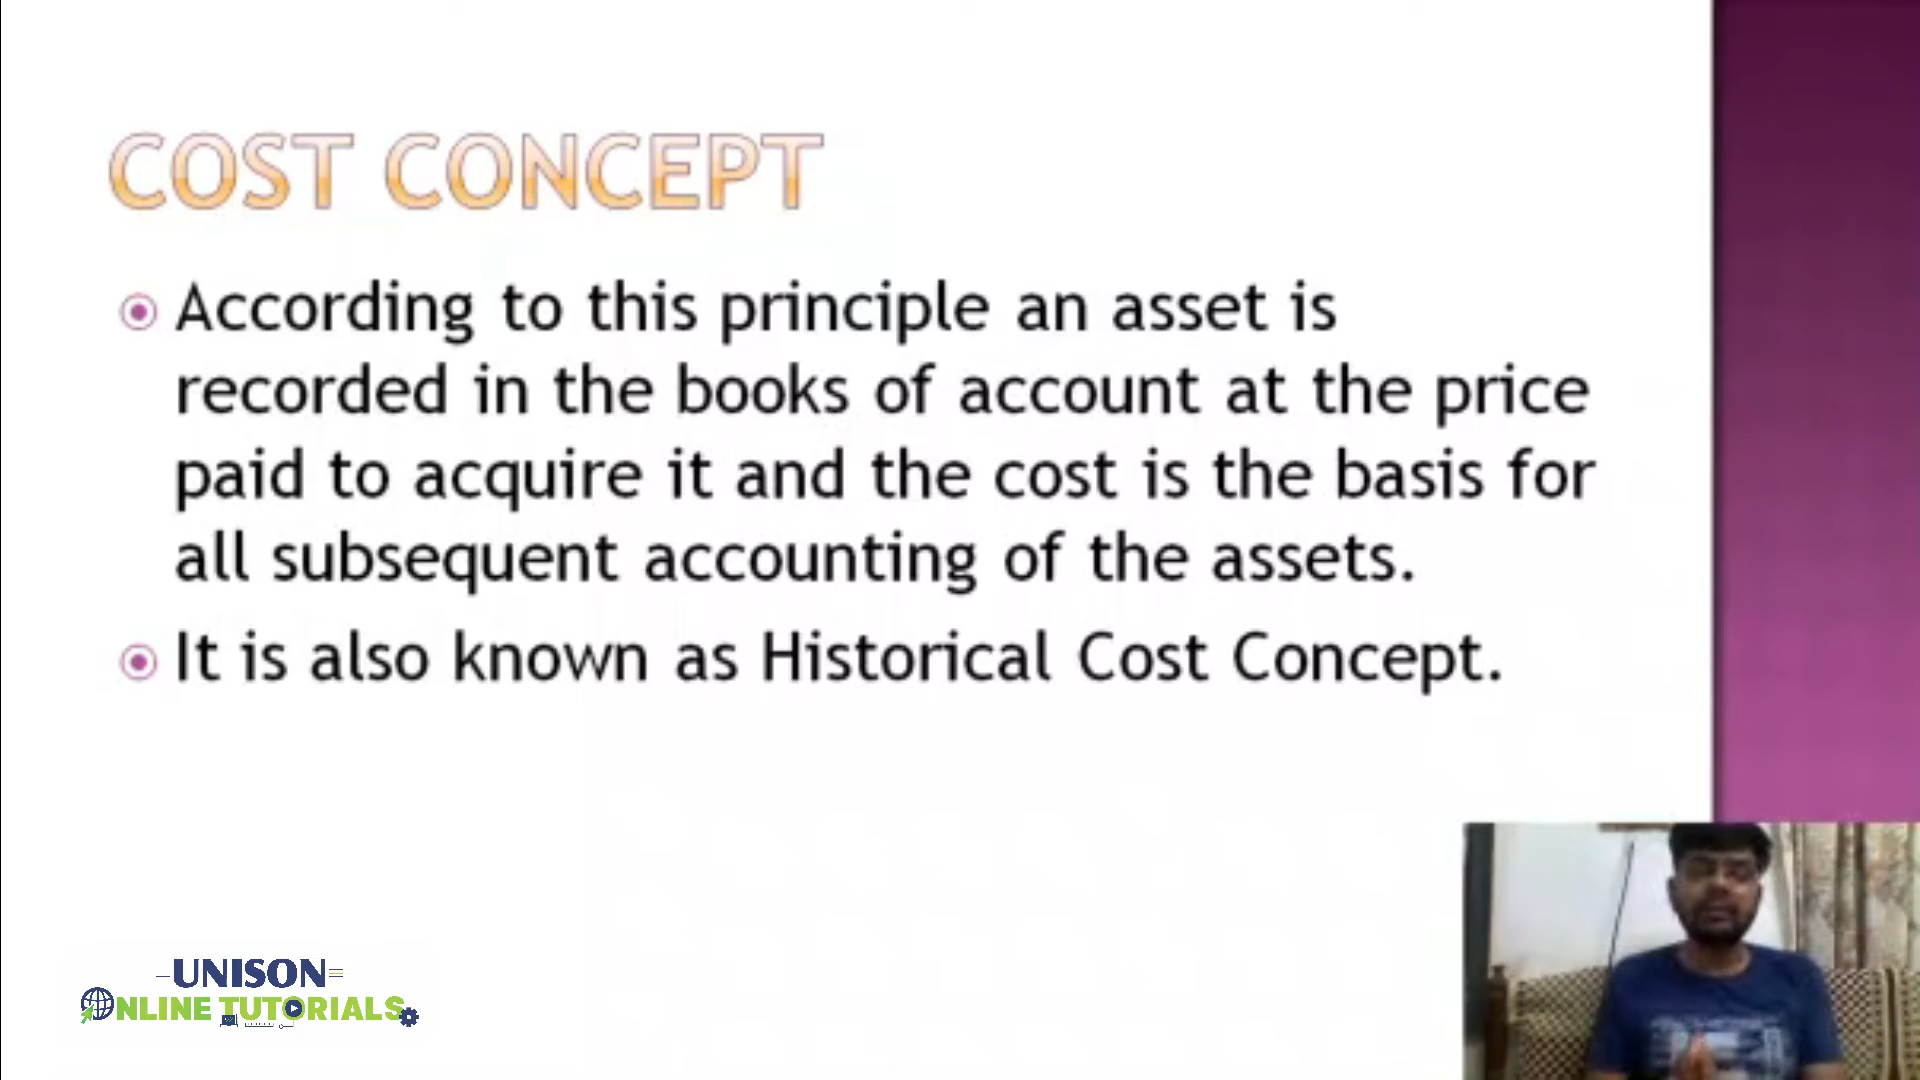 COST CONCEPT
According to this principle an asset is
recorded in the books of account at the price
paid to acquire it and the cost is the basis for
all subsequent accounting of the assets.
It is also known as Historical Cost Concept.
UNISON
ONLINE TUTORIALS